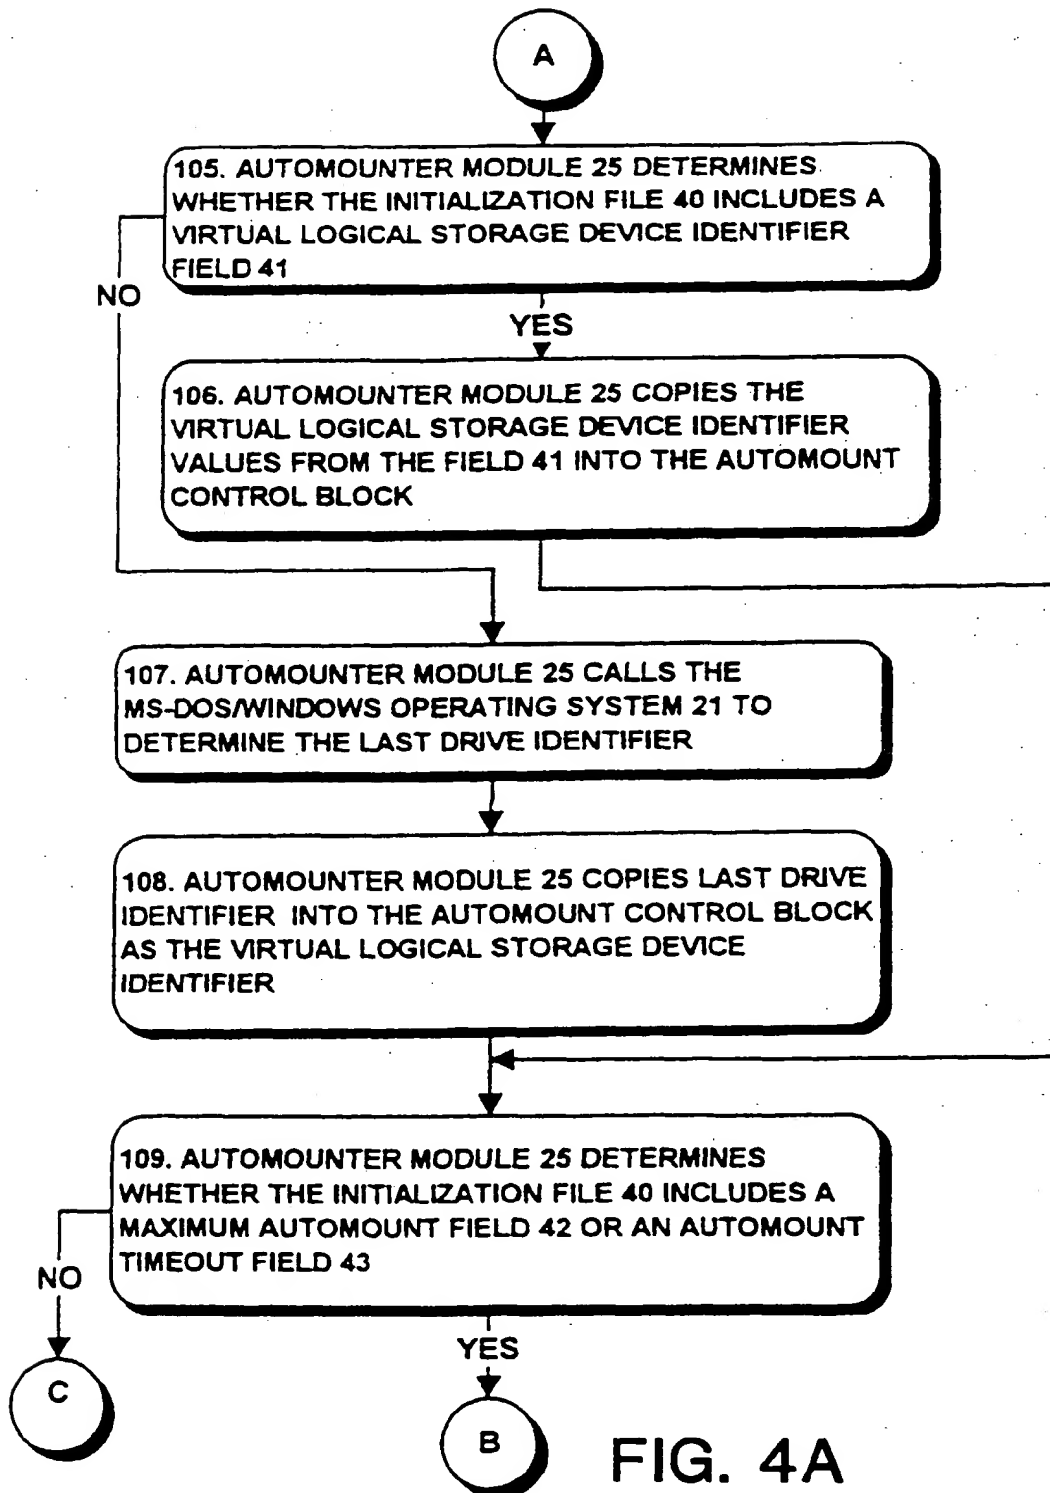 A
105. AUTOMOUNTER MODULE 25 DETERMINES
WHETHER THE INITIALIZATION FILE 40 INCLUDES A
VIRTUAL LOGICAL STORAGE DEVICE IDENTIFIER
FIELD 41
NO
YES
106. AUTOMOUNTER MODULE 25 COPIES THE
VIRTUAL LOGICAL STORAGE DEVICE IDENTIFIER
VALUES FROM THE FIELD 41 INTO THE AUTOMOUNT
CONTROL BLOCK
107. AUTOMOUNTER MODULE 25 CALLS THE
MS-DOS/WINDOWS OPERATING SYSTEM 21 TO
DETERMINE THE LAST DRIVE IDENTIFIER
108. AUTOMOUNTER MODULE 25 COPIES LAST DRIVE
IDENTIFIER INTO THE AUTOMOUNT CONTROL BLOCK
AS THE VIRTUAL LOGICAL STORAGE DEVICE
IDENTIFIER
109. AUTOMOUNTER MODULE 25 DETERMINES
WHETHER THE INITIALIZATION FILE 40 INCLUDES A
MAXIMUM AUTOMOUNT FIELD 42 OR AN AUTOMOUNT
TIMEOUT FIELD 43
NO
YES
C
B
FIG. 4A